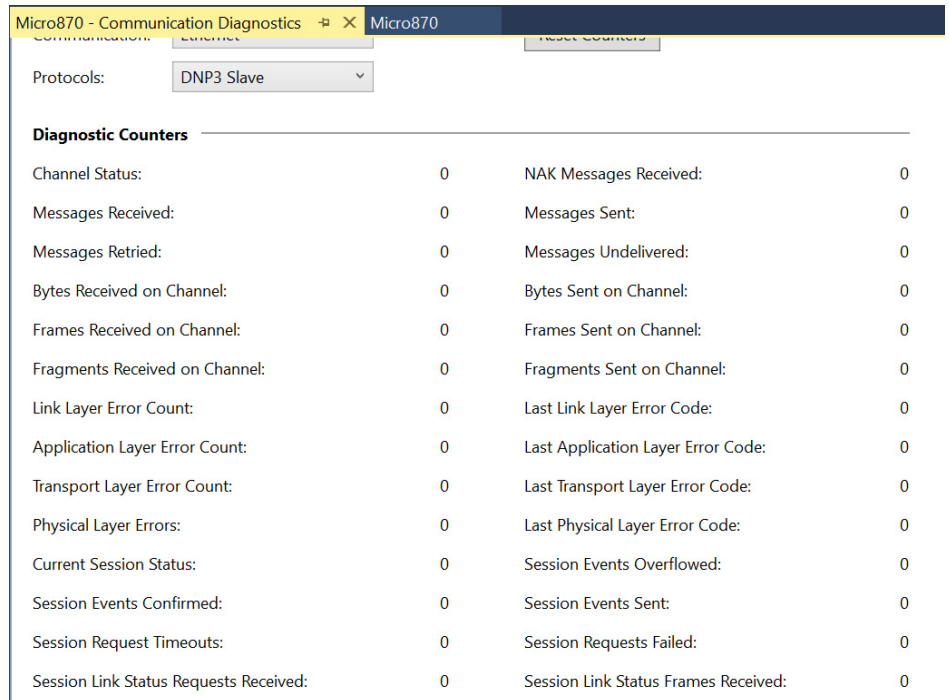 Micro870 - Communication Diagnostics Micro870
Communication: Ethernet Reset Counters
Protocols: DNP3 Slave
Diagnostic Counters
Channel Status: 0 NAK Messages Received: 0
Messages Received: 0 Messages Sent: 0
Messages Retried: 0 Messages Undelivered: 0
Bytes Received on Channel: 0 Bytes Sent on Channel: 0
Frames Received on Channel: 0 Frames Sent on Channel: 0
Fragments Received on Channel: 0 Fragments Sent on Channel: 0
Link Layer Error Count: 0 Last Link Layer Error Code: 0
Application Layer Error Count: 0 Last Application Layer Error Code: 0
Transport Layer Error Count: 0 Last Transport Layer Error Code: 0
Physical Layer Errors: 0 Last Physical Layer Error Code: 0
Current Session Status: 0 Session Events Overflowed: 0
Session Events Confirmed: 0 Session Events Sent: 0
Session Request Timeouts: 0 Session Requests Failed: 0
Session Link Status Requests Received: 0 Session Link Status Frames Received: 0